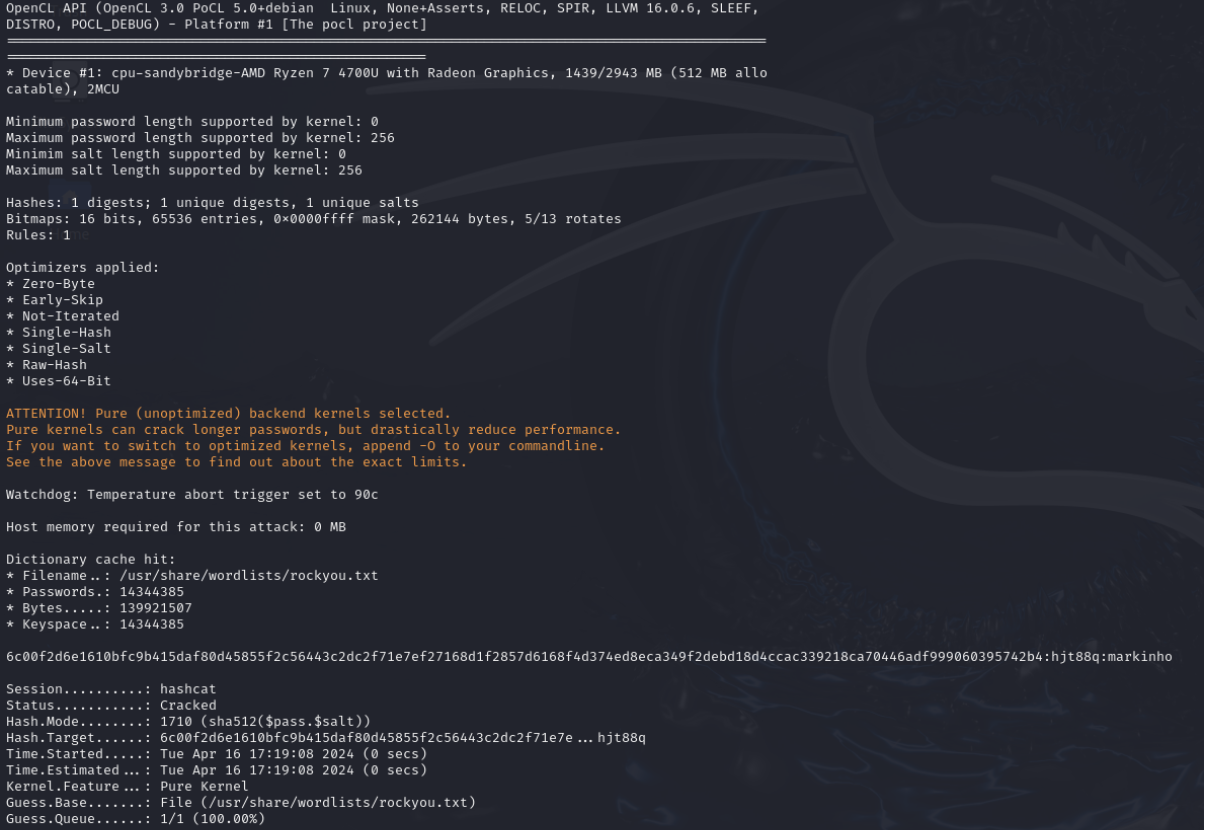 OpenCL API (OpenCL 3.0 PoCL 5.0+debian  Linux, None+Asserts, RELOC, SPIR, LLVM 16.0.6, SLEEF,
DISTRO, POCL_DEBUG) - Platform #1 [The pocl project]
* Device #1: cpu-sandybridge-AMD Ryzen 7 4700U with Radeon Graphics, 1439/2943 MB (512 MB allo
catable), 2MCU
Minimum password length supported by kernel: 0
Maximum password length supported by kernel: 256
Minimim salt length supported by kernel: 0
Maximum salt length supported by kernel: 256
Hashes: 1 digests; 1 unique digests, 1 unique salts
Bitmaps: 16 bits, 65536 entries, 0×0000ffff mask, 262144 bytes, 5/13 rotates
Rules: 1
Optimizers applied:
* Zero-Byte
* Early-Skip
* Not-Iterated
* Single-Hash
* Single-Salt
* Raw-Hash
* Uses-64-Bit
ATTENTION! Pure (unoptimized) backend kernels selected.
Pure kernels can crack longer passwords, but drastically reduce performance.
If you want to switch to optimized kernels, append -O to your commandline.
See the above message to find out about the exact limits.
Watchdog: Temperature abort trigger set to 90c
Host memory required for this attack: 0 MB
Dictionary cache hit:
* Filename..: /usr/share/wordlists/rockyou.txt
* Passwords.: 14344385
* Bytes.....: 139921507
* Keyspace..: 14344385
6c00f2d6e1610bfc9b415daf80d45855f2c56443c2dc2f71e7ef27168d1f2857d6168f4d374ed8eca349f2debd18d4ccac339218ca70446adf999060395742b4:hjt88q:markinho
Session..........: hashcat
Status...........: Cracked
Hash.Mode........: 1710 (sha512($pass.$salt))
Hash.Target......: 6c00f2d6e1610bfc9b415daf80d45855f2c56443c2dc2f71e7e...hjt88q
Time.Started.....: Tue Apr 16 17:19:08 2024 (0 secs)
Time.Estimated...: Tue Apr 16 17:19:08 2024 (0 secs)
Kernel.Feature...: Pure Kernel
Guess.Base.......: File (/usr/share/wordlists/rockyou.txt)
Guess.Queue......: 1/1 (100.00%)